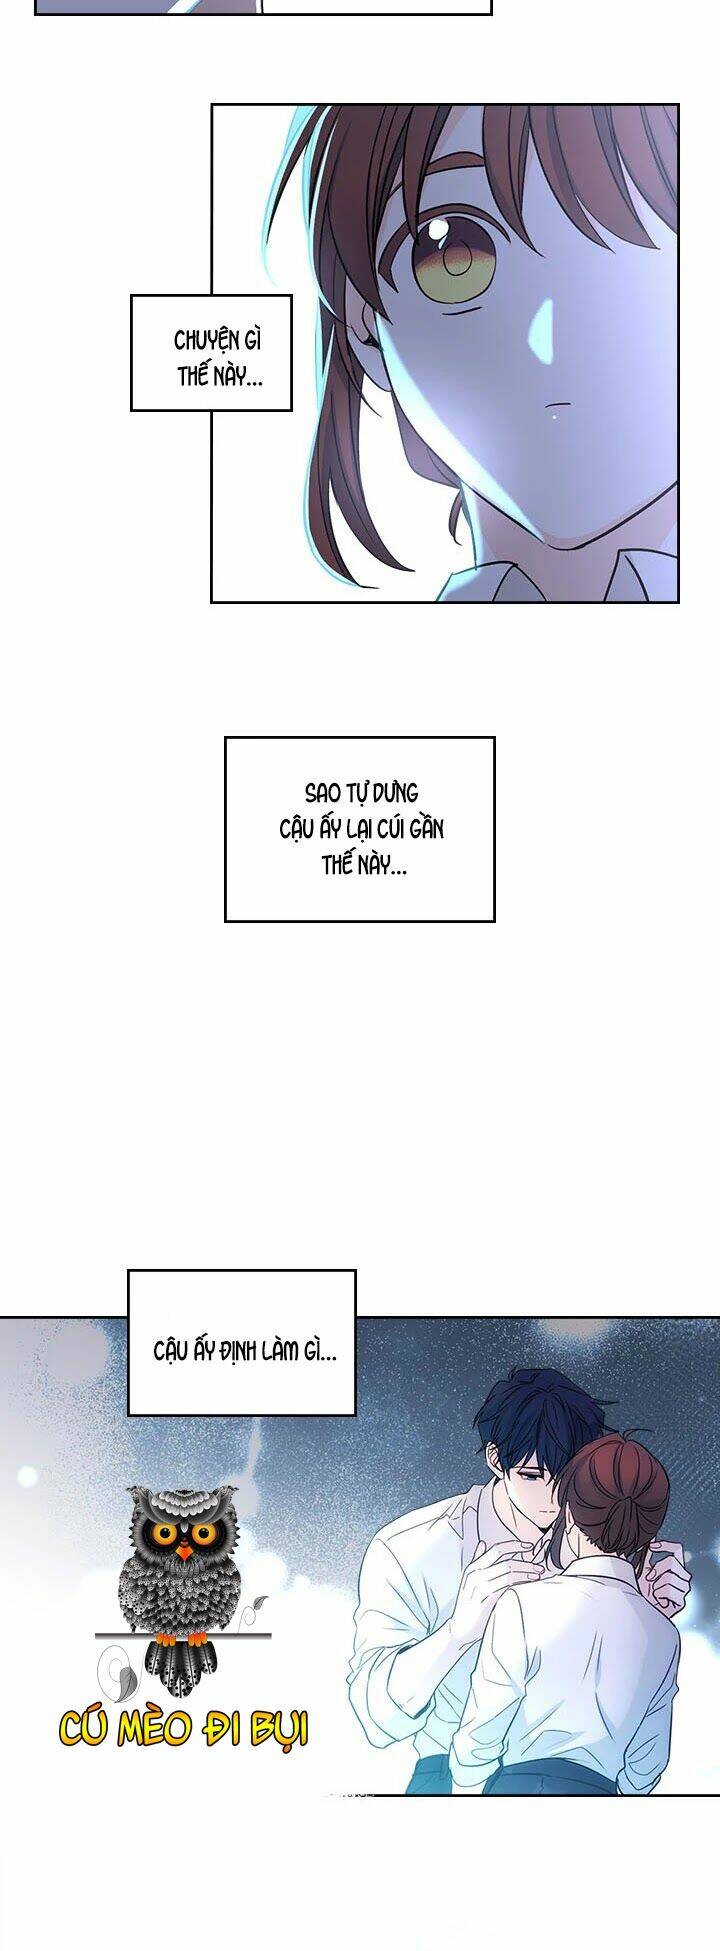 CHUYỆN GÌ
THẾ NÀY...
SAO TỰ DƯNG
CẬU ẤY LẠI CÚI GẦN
THẾ NÀY...
CẬU ẤY ĐỊNH LÀM GÌ...
CÚ MÈO ĐI BỤI